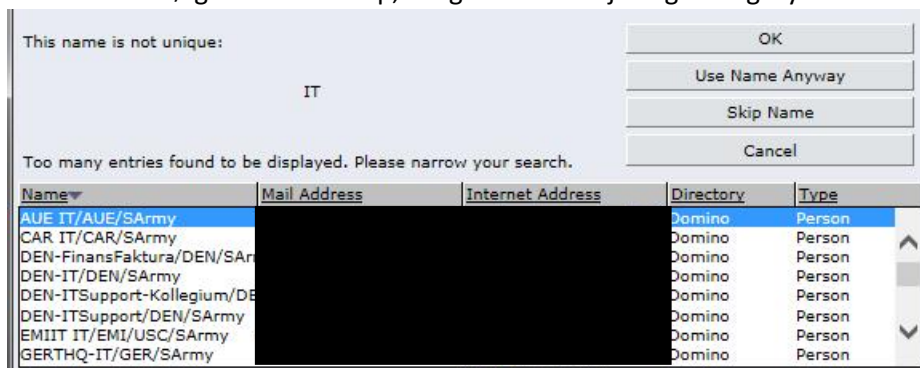 This name is not unique:
OK
Use Name Anyway
IT
Skip Name
Cancel
Too many entries found to be displayed. Please narrow your search.
Name Mail Address Internet Address Directory Type
AUE IT/AUE/SArmy Domino Person
CAR IT/CAR/SArmy Domino Person
DEN-FinansFaktura/DEN/SAr Domino Person
DEN-IT/DEN/SArmy Domino Person
DEN-ITSupport-Kollegium/DE Domino Person
DEN-ITSupport/DEN/SArmy Domino Person
EMIIT IT/EMI/USC/SArmy Domino Person
GERTHQ-IT/GER/SArmy Domino Person